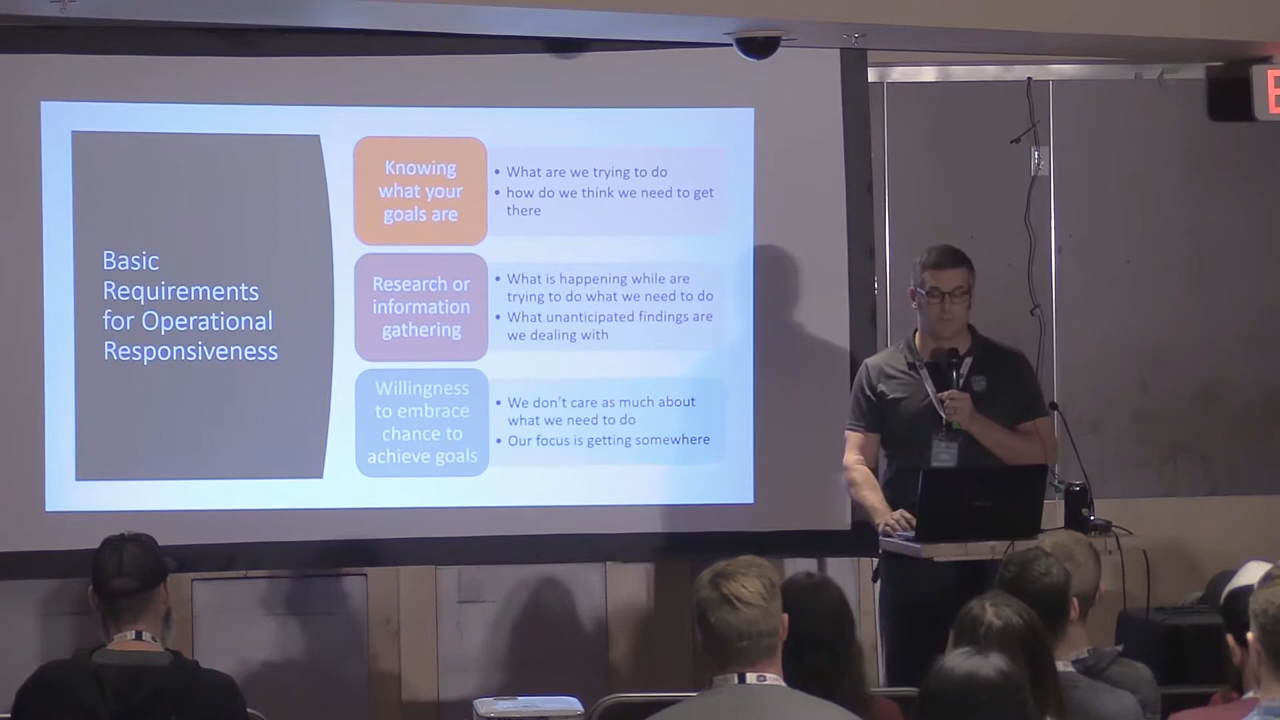 Basic
Requirements
for Operational
Responsiveness
Knowing
what your
goals are
• What are we trying to do
• how do we think we need to get
there
Research or
information
gathering
• What is happening while are
trying to do what we need to do
• What unanticipated findings are
we dealing with
Willingness
to embrace
chance to
achieve goals
• We don't care as much about
what we need to do
• Our focus is getting somewhere
E